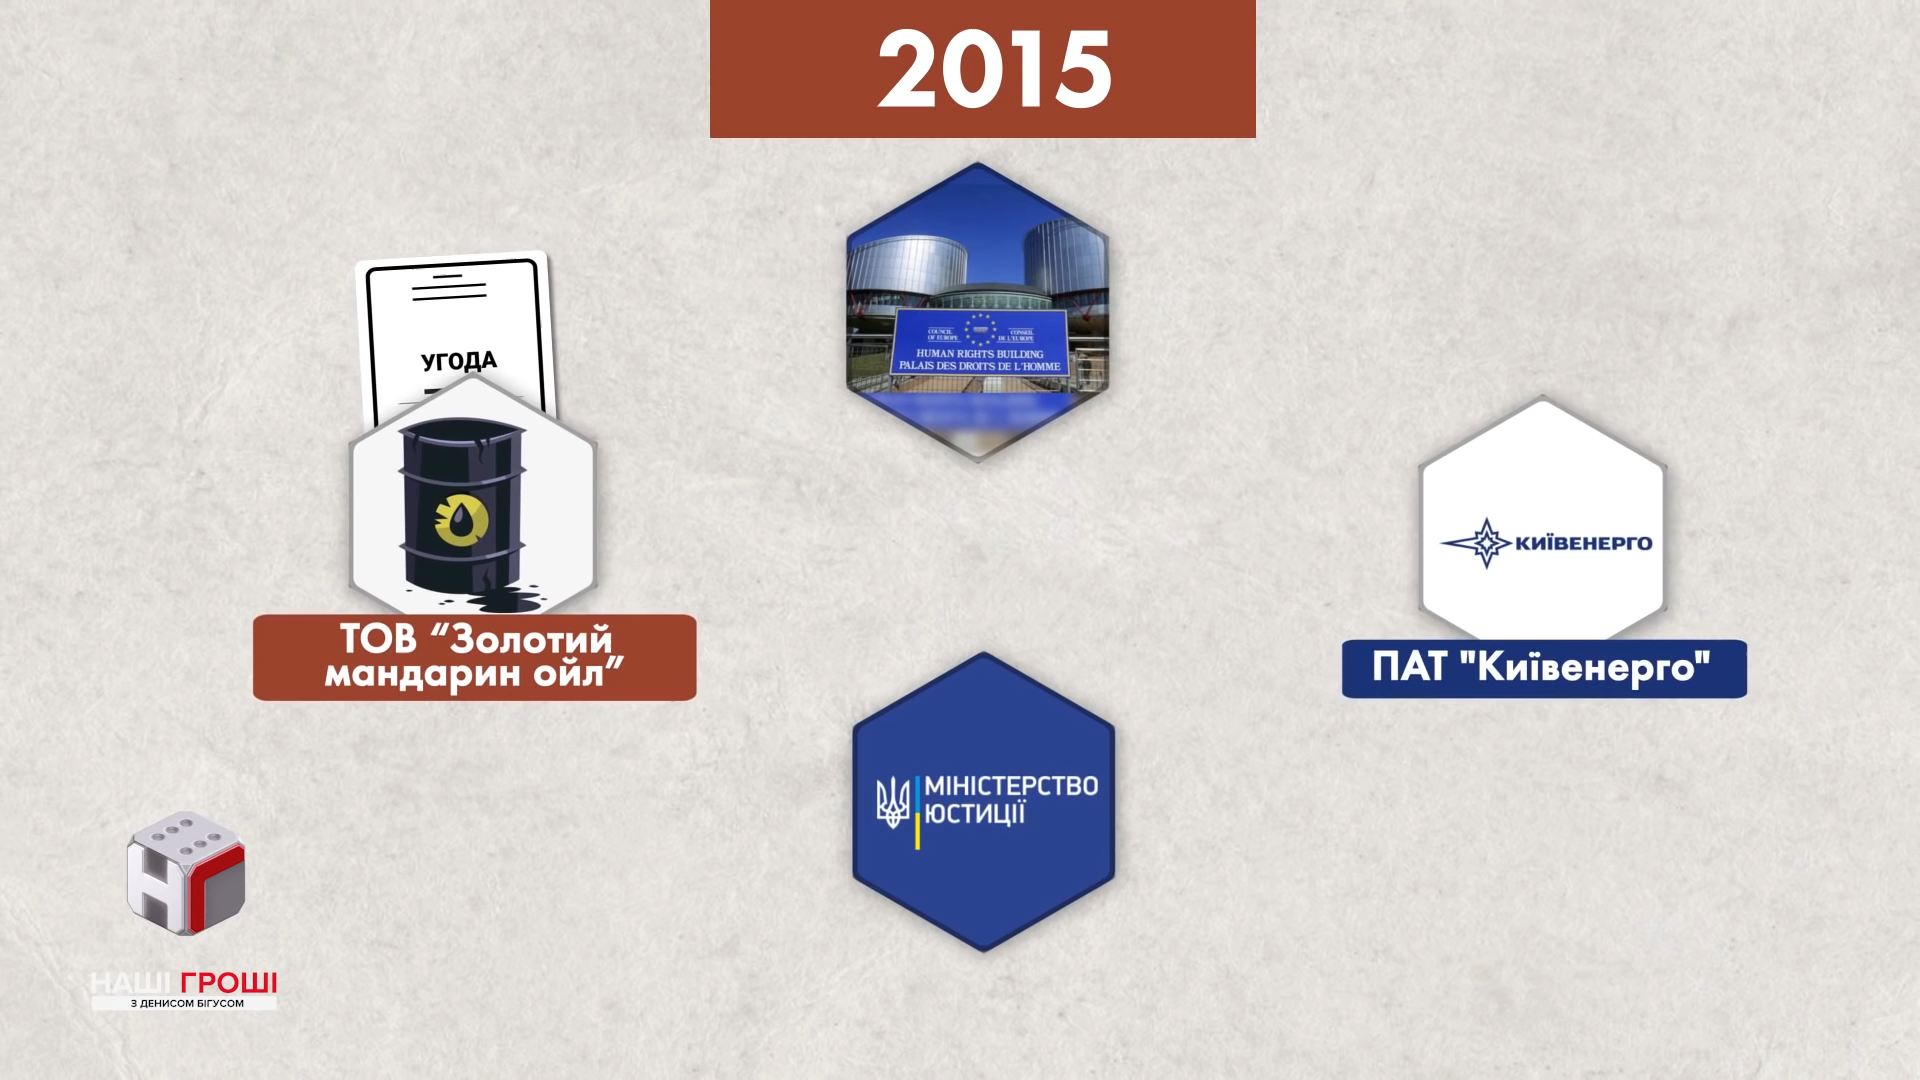 2015
COUNCIL
OF EUROPE
CONSEIL
DE L'EUROPE
HUMAN RIGHTS BUILDING
PALAIS DES DROITS DE L'HOMME
УГОДА
ТОВ “Золотий
мандарин ойл”
КИЇВЕНЕРГО
ПАТ "Київенерго"
МІНІСТЕРСТВО
ЮСТИЦІЇ
НАШІ ГРОШІ
З ДЕНИСОМ БІГУСОМ